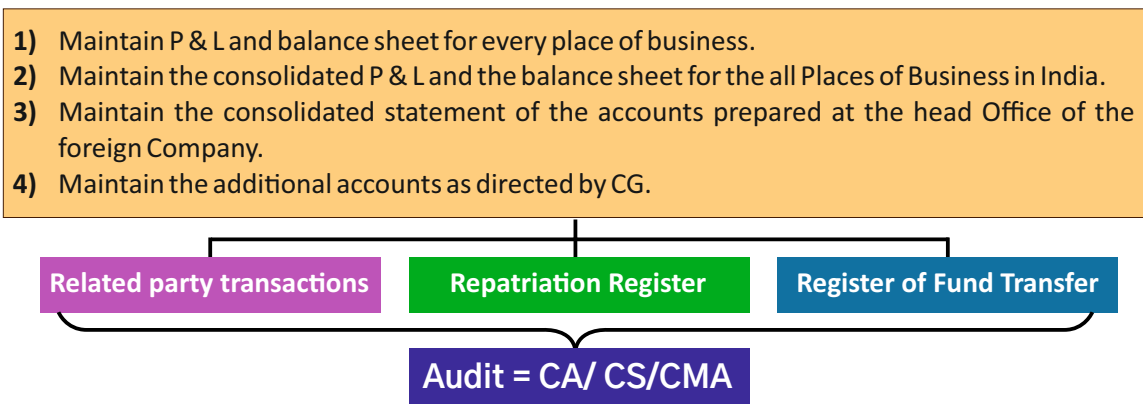 1) Maintain P & L and balance sheet for every place of business.
2) Maintain the consolidated P & L and the balance sheet for the all Places of Business in India.
3) Maintain the consolidated statement of the accounts prepared at the head Office of the
foreign Company.
4) Maintain the additional accounts as directed by CG.
Related party transactions
Repatriation Register
Register of Fund Transfer
Audit = CA/ CS/CMA